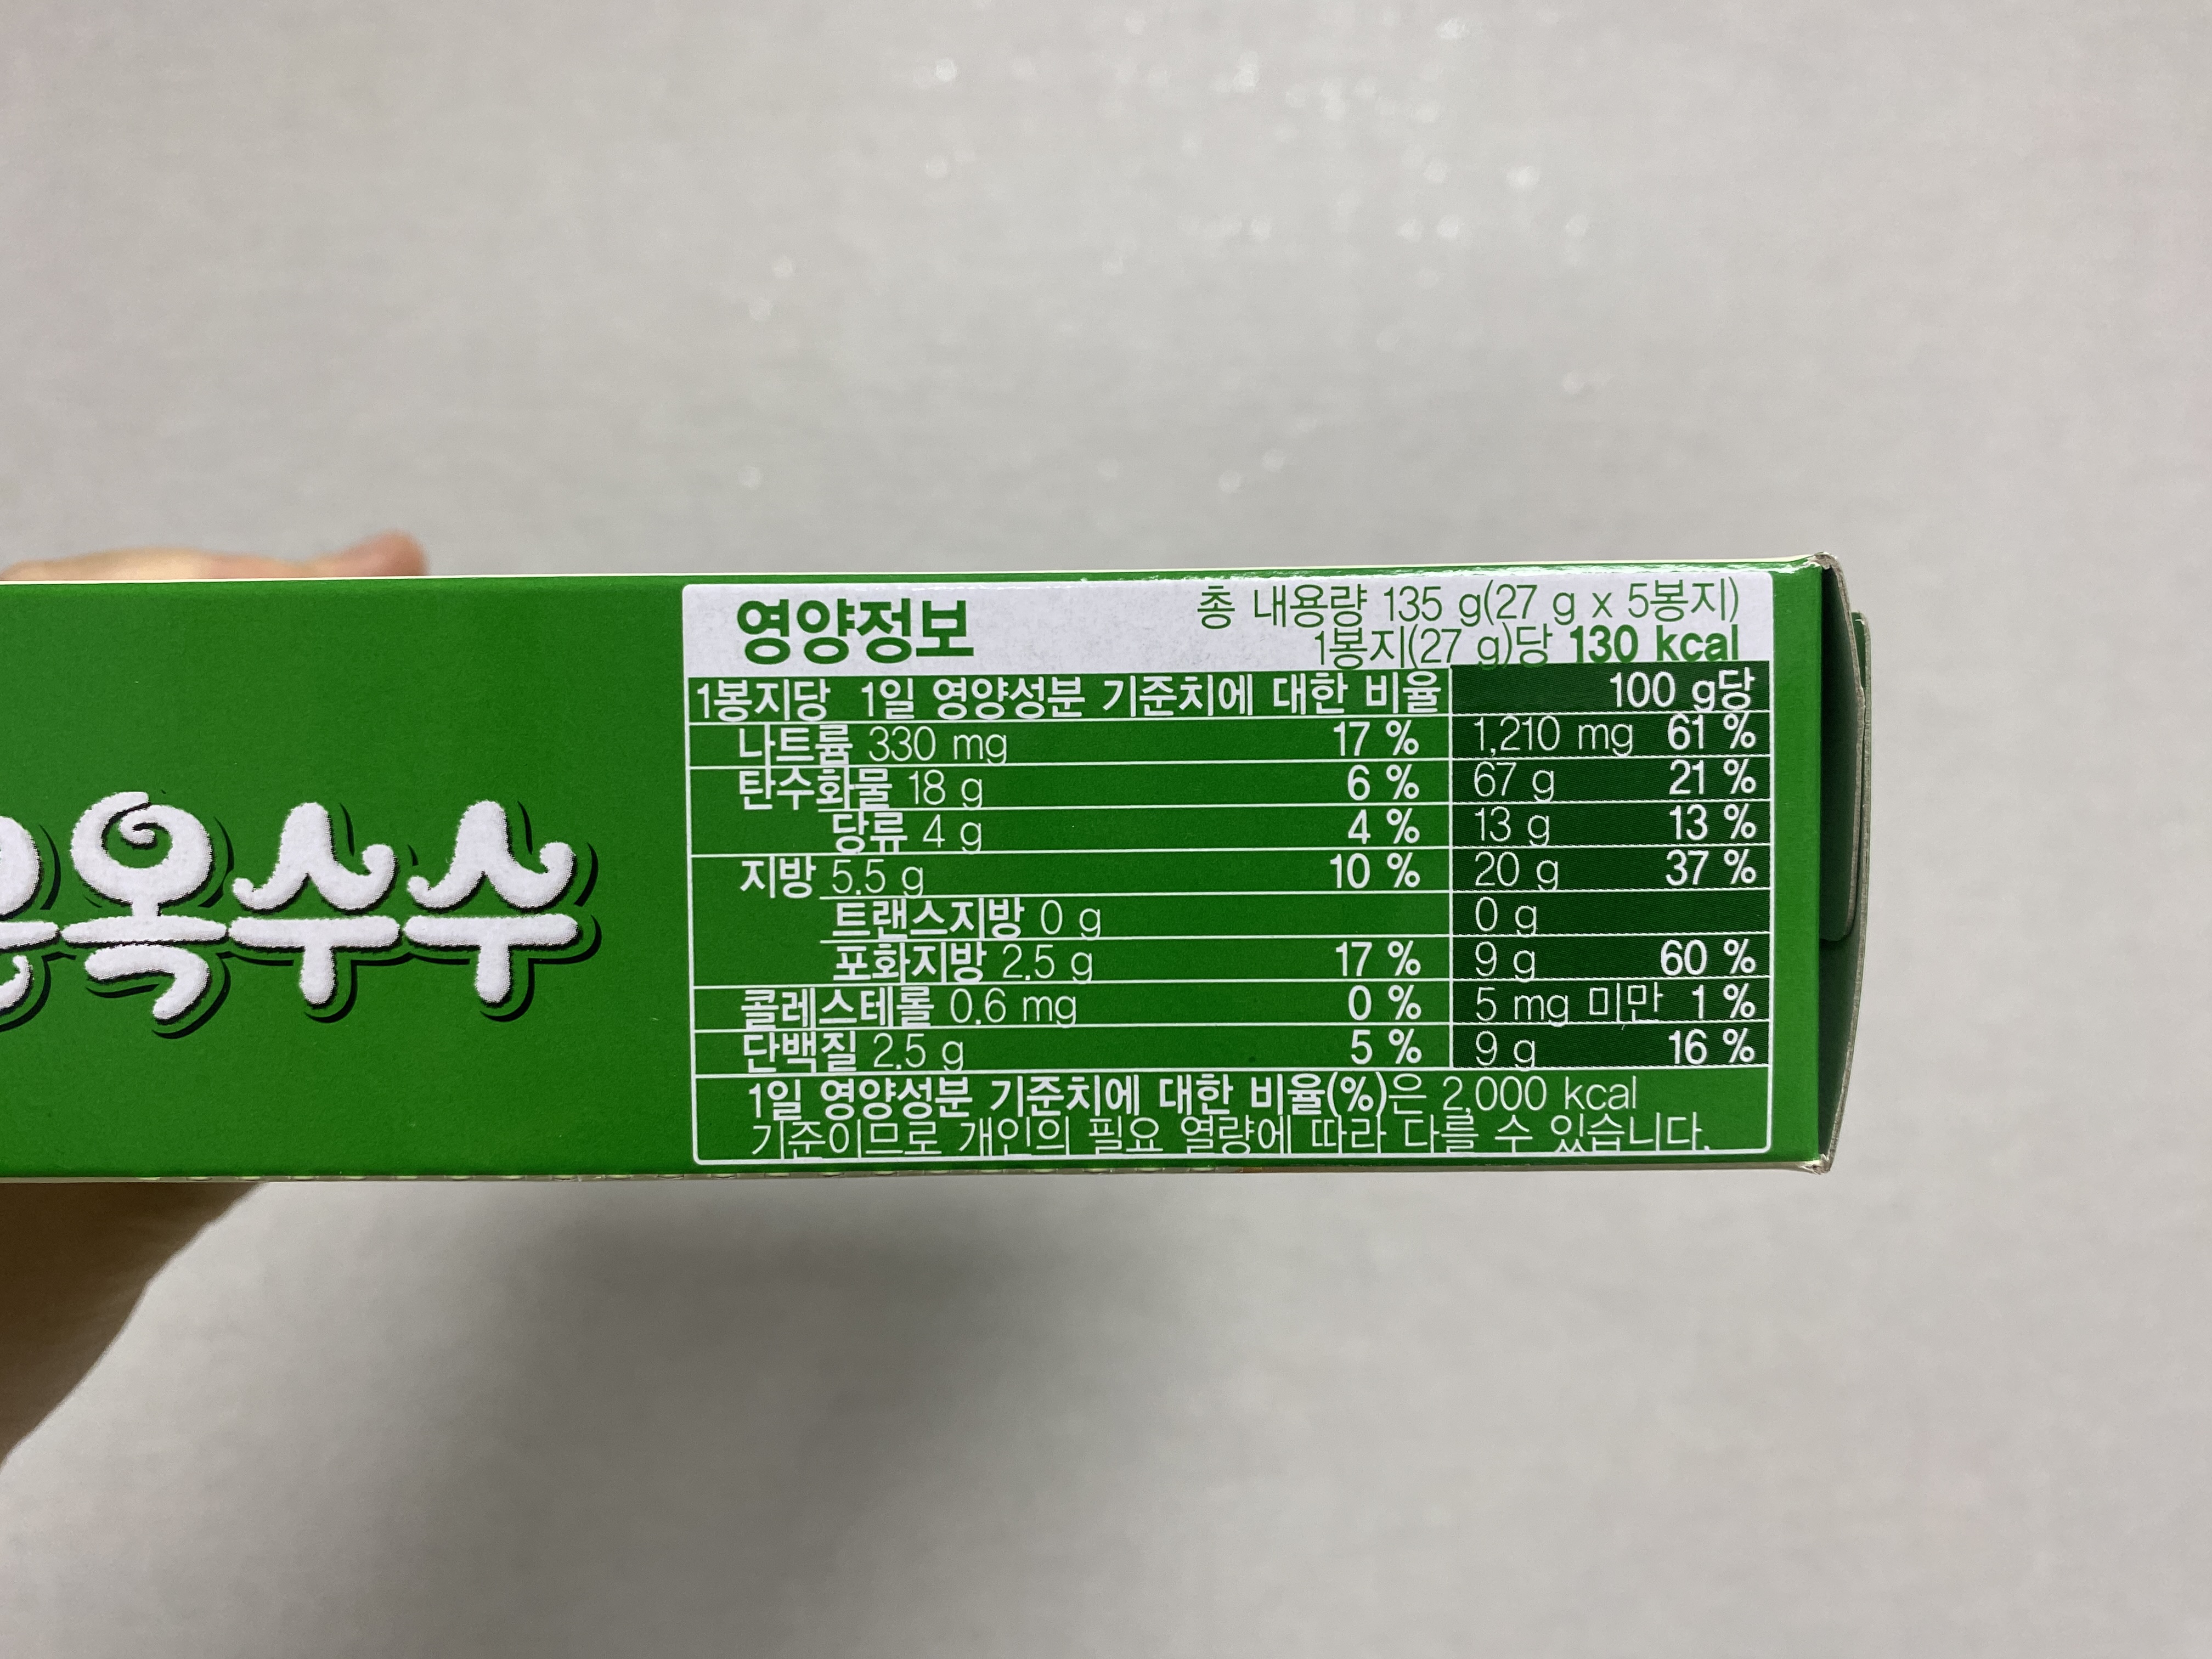 옥수수
영양정보
총 내용량 135 g(27 g x 5봉지)
1봉지(27 g)당 130 kcal
1봉지당 1일 영양성분 기준치에 대한 비율 100 g당
나트륨 330 mg 17 % 1,210 mg 61 %
탄수화물 18 g 6 % 67 g 21 %
당류 4 g 4 % 13 g 13 %
지방 5.5 g 10 % 20 g 37 %
트랜스지방 0 g 0 g
포화지방 2.5 g 17 % 9 g 60 %
콜레스테롤 0.6 mg 0 % 5 mg 미만 1 %
단백질 2.5 g 5 % 9 g 16 %
1일 영양성분 기준치에 대한 비율(%)은 2,000 kcal
기준이므로 개인의 필요 열량에 따라 다를 수 있습니다.